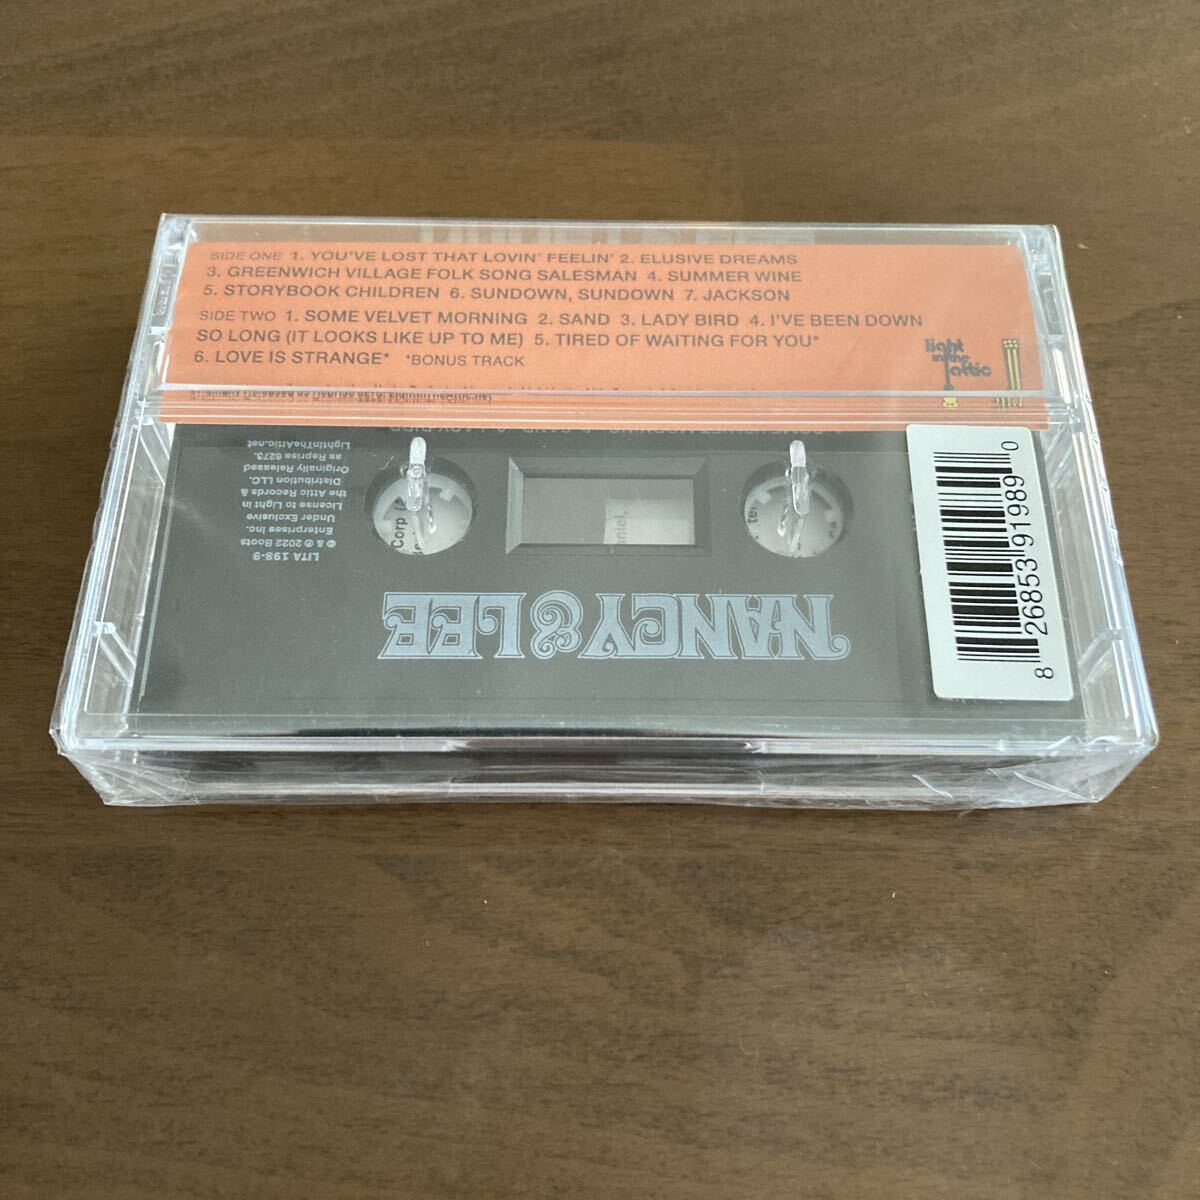 SIDE ONE 1. YOU'VE LOST THAT LOVIN' FEELIN' 2. ELUSIVE DREAMS
3. GREENWICH VILLAGE FOLK SONG SALESMAN 4. SUMMER WINE
5. STORYBOOK CHILDREN 6. SUNDOWN, SUNDOWN 7. JACKSON
SIDE TWO 1. SOME VELVET MORNING 2. SAND 3. LADY BIRD 4. I'VE BEEN DOWN
SO LONG (IT LOOKS LIKE UP TO ME) 5. TIRED OF WAITING FOR YOU*
6. LOVE IS STRANGE* *BONUS TRACK
light
in the
attic
NANCY & LEE
LITA 198-9
℗ & © 2022 Boots
Enterprises Inc.
Under Exclusive
License to Light in
the Attic Records &
Distribution LLC.
Originally Released
as Reprise 6273.
LightInTheAttic.net
Corp
niel,
8 26853 91989 0